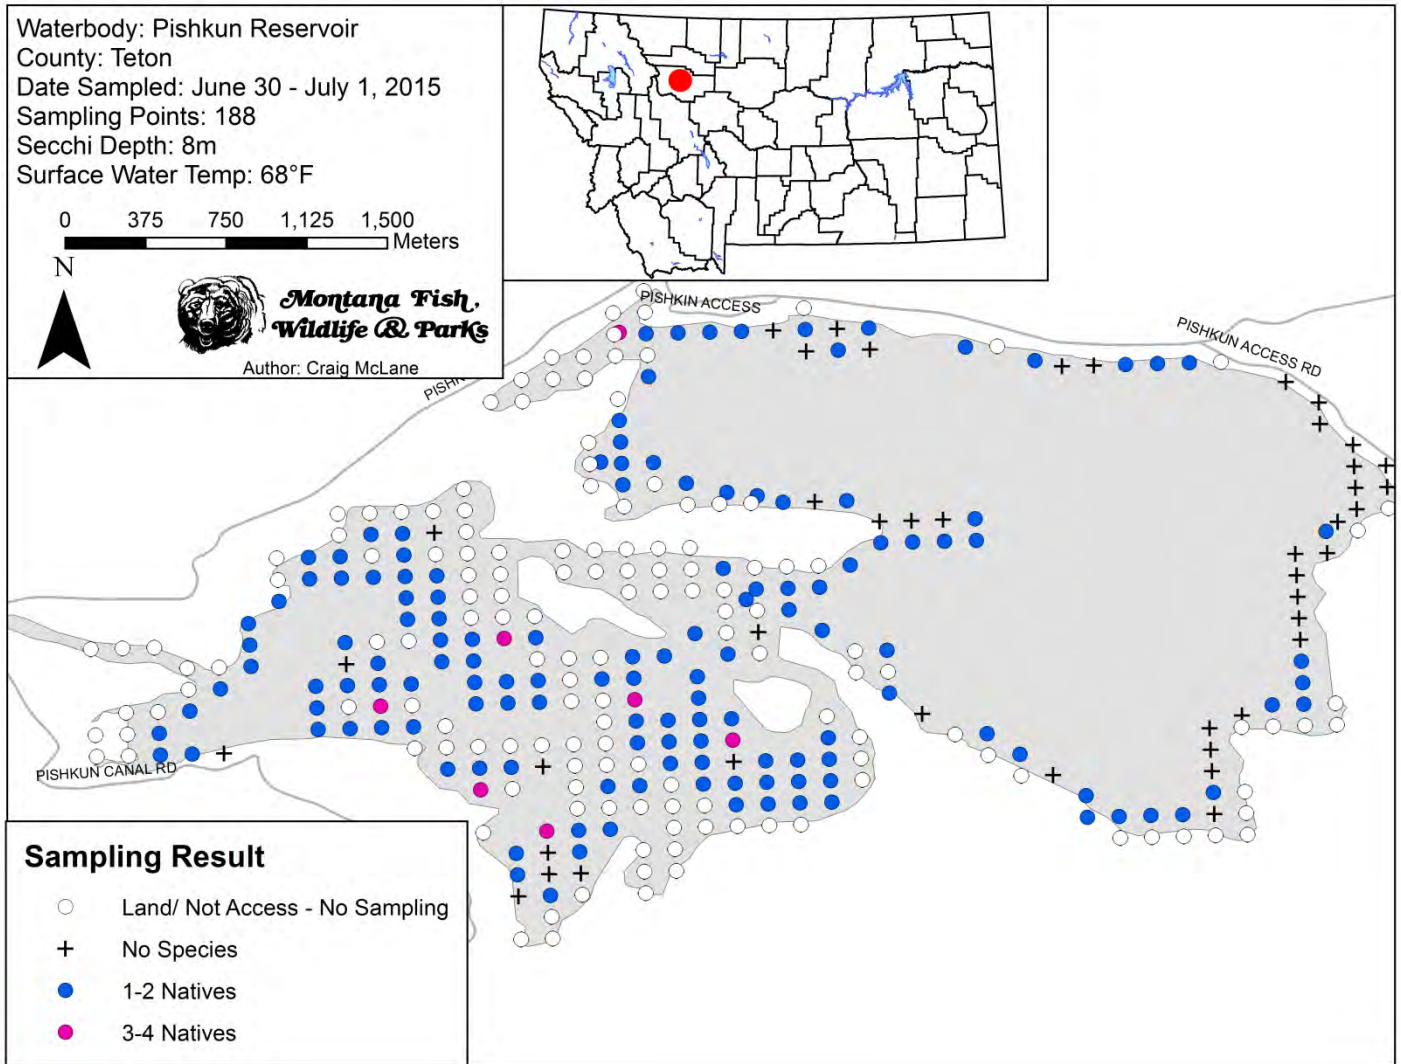 Waterbody: Pishkun Reservoir
County: Teton
Date Sampled: June 30 - July 1, 2015
Sampling Points: 188
Secchi Depth: 8m
Surface Water Temp: 68°F
0 375 750 1,125 1,500
Meters
N
Montana Fish,
Wildlife & Parks
Author: Craig McLane
PISHKIN ACCESS
PISHKUN ACCESS RD
PISHK
PISHKUN CANAL RD
Sampling Result
Land/ Not Access - No Sampling
No Species
1-2 Natives
3-4 Natives